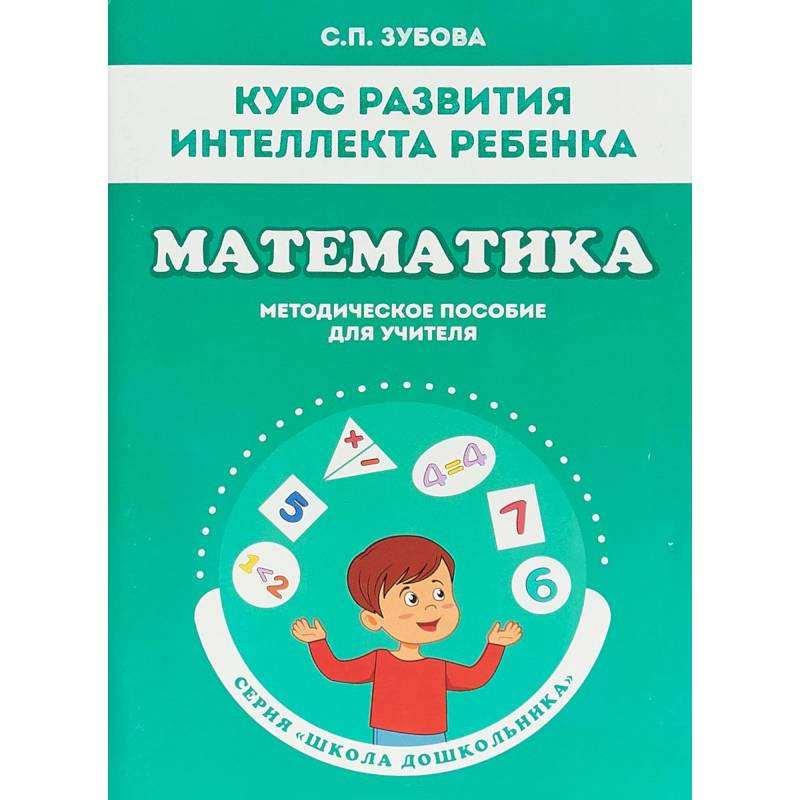 С.П. ЗУБОВА
КУРС РАЗВИТИЯ
ИНТЕЛЛЕКТА РЕБЕНКА
МАТЕМАТИКА
МЕТОДИЧЕСКОЕ ПОСОБИЕ
ДЛЯ УЧИТЕЛЯ
+
-
4=4
5
7
1<2
6
СЕРИЯ «ШКОЛА ДОШКОЛЬНИКА»